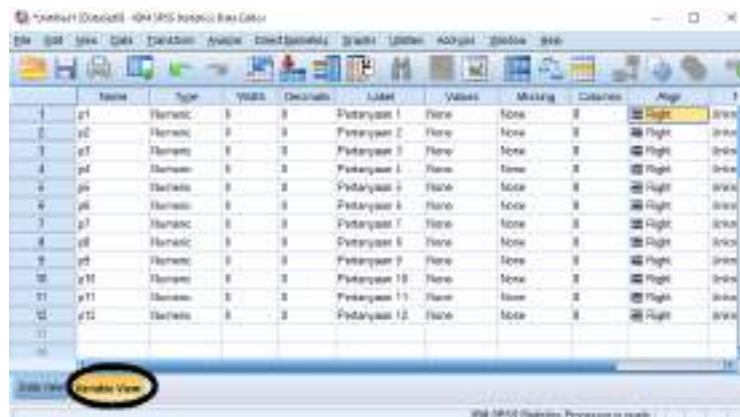 *Untitled1 [DataSet0] - IBM SPSS Statistics Data Editor
File Edit View Data Transform Analyze Direct Marketing Graphs Utilities Add-ons Window Help
Name Type Width Decimals Label Values Missing Columns Align
1 p1 Numeric 8 0 Pertanyaan 1 None None 8 Right
2 p2 Numeric 8 0 Pertanyaan 2 None None 8 Right
3 p3 Numeric 8 0 Pertanyaan 3 None None 8 Right
4 p4 Numeric 8 0 Pertanyaan 4 None None 8 Right
5 p5 Numeric 8 0 Pertanyaan 5 None None 8 Right
6 p6 Numeric 8 0 Pertanyaan 6 None None 8 Right
7 p7 Numeric 8 0 Pertanyaan 7 None None 8 Right
8 p8 Numeric 8 0 Pertanyaan 8 None None 8 Right
9 p9 Numeric 8 0 Pertanyaan 9 None None 8 Right
10 p10 Numeric 8 0 Pertanyaan 10 None None 8 Right
11 p11 Numeric 8 0 Pertanyaan 11 None None 8 Right
12 p12 Numeric 8 0 Pertanyaan 12 None None 8 Right
13
14
Data View Variable View
IBM SPSS Statistics Processor is ready